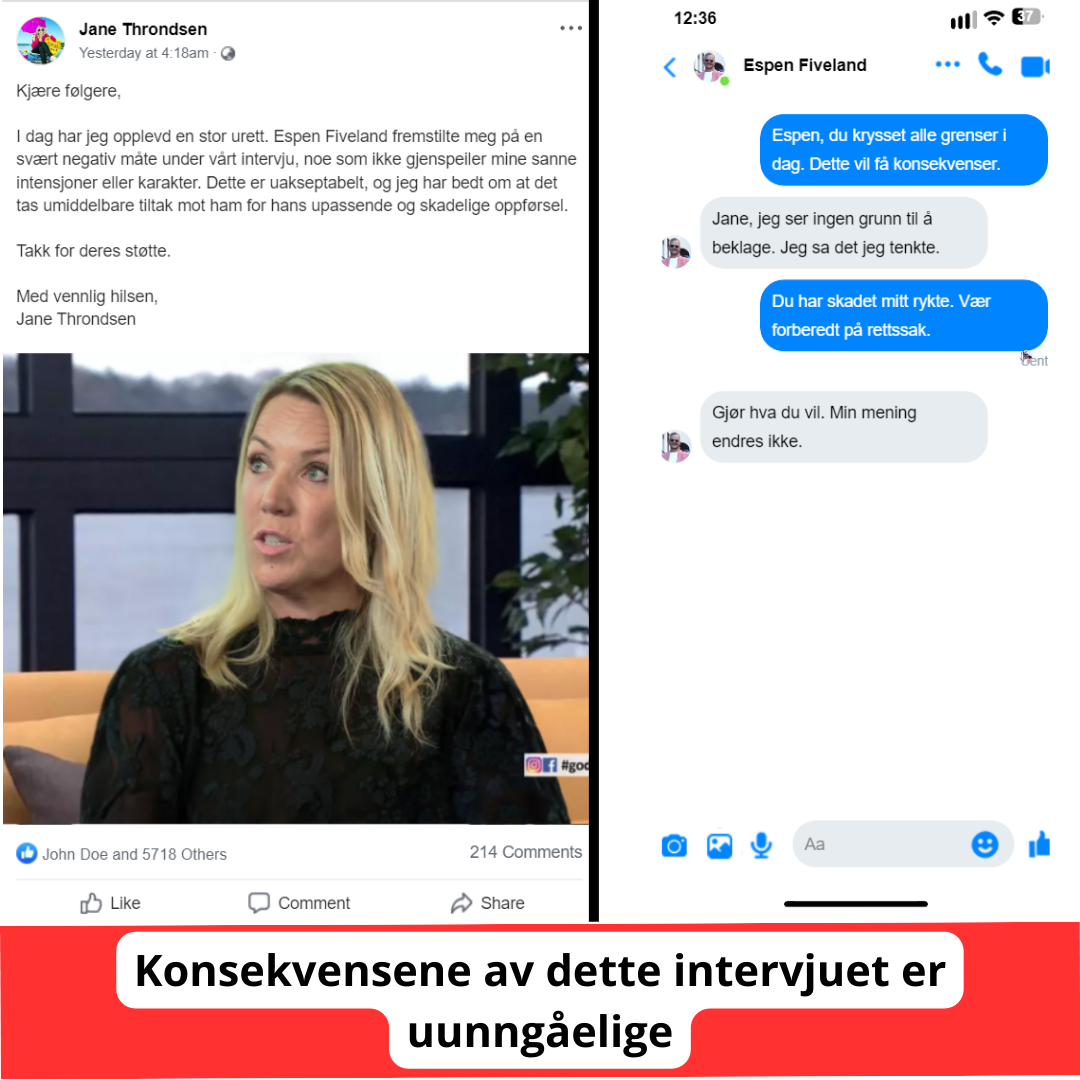 Jane Throndsen
Yesterday at 4:18am ·
Kjære følgere,
I dag har jeg opplevd en stor urett. Espen Fiveland fremstilte meg på en
svært negativ måte under vårt intervju, noe som ikke gjenspeiler mine sanne
intensjoner eller karakter. Dette er uakseptabelt, og jeg har bedt om at det
tas umiddelbare tiltak mot ham for hans upassende og skadelige oppførsel.
Takk for deres støtte.
Med vennlig hilsen,
Jane Throndsen
#god
John Doe and 5718 Others
214 Comments
Like
Comment
Share
12:36
37
Espen Fiveland
Espen, du krysset alle grenser i
dag. Dette vil få konsekvenser.
Jane, jeg ser ingen grunn til å
beklage. Jeg sa det jeg tenkte.
Du har skadet mitt rykte. Vær
forberedt på rettssak.
Sent
Gjør hva du vil. Min mening
endres ikke.
Aa
Konsekvensene av dette intervjuet er
uunngåelige